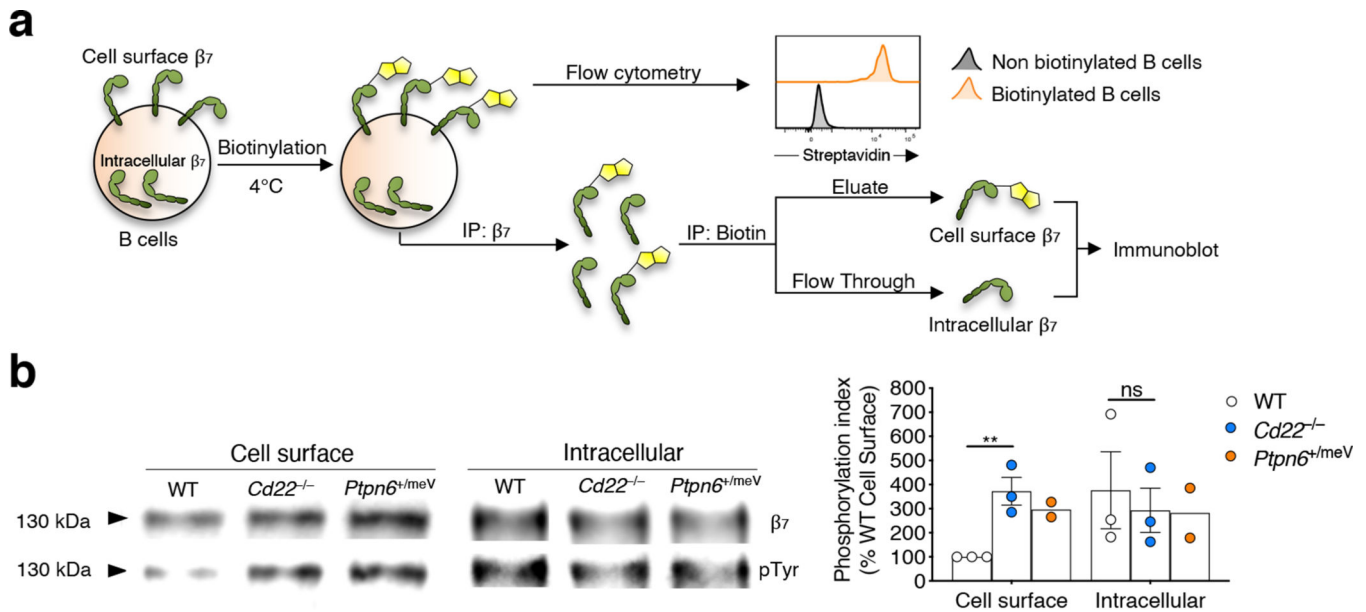 a
Cell surface β₇
Intracellular β₇
B cells
Biotinylation
4°C
Flow cytometry
Streptavidin
0 10⁴ 10⁵
Non biotinylated B cells
Biotinylated B cells
IP: β₇
IP: Biotin
Eluate
Cell surface β₇
Flow Through
Intracellular β₇
Immunoblot
b
Cell surface
Intracellular
WT Cd22⁻/⁻ Ptpn6⁺/meV
WT Cd22⁻/⁻ Ptpn6⁺/meV
130 kDa
β₇
130 kDa
pTyr
Phosphorylation index
(% WT Cell Surface)
800
700
600
500
400
300
200
100
0
**
ns
Cell surface
Intracellular
WT
Cd22⁻/⁻
Ptpn6⁺/meV